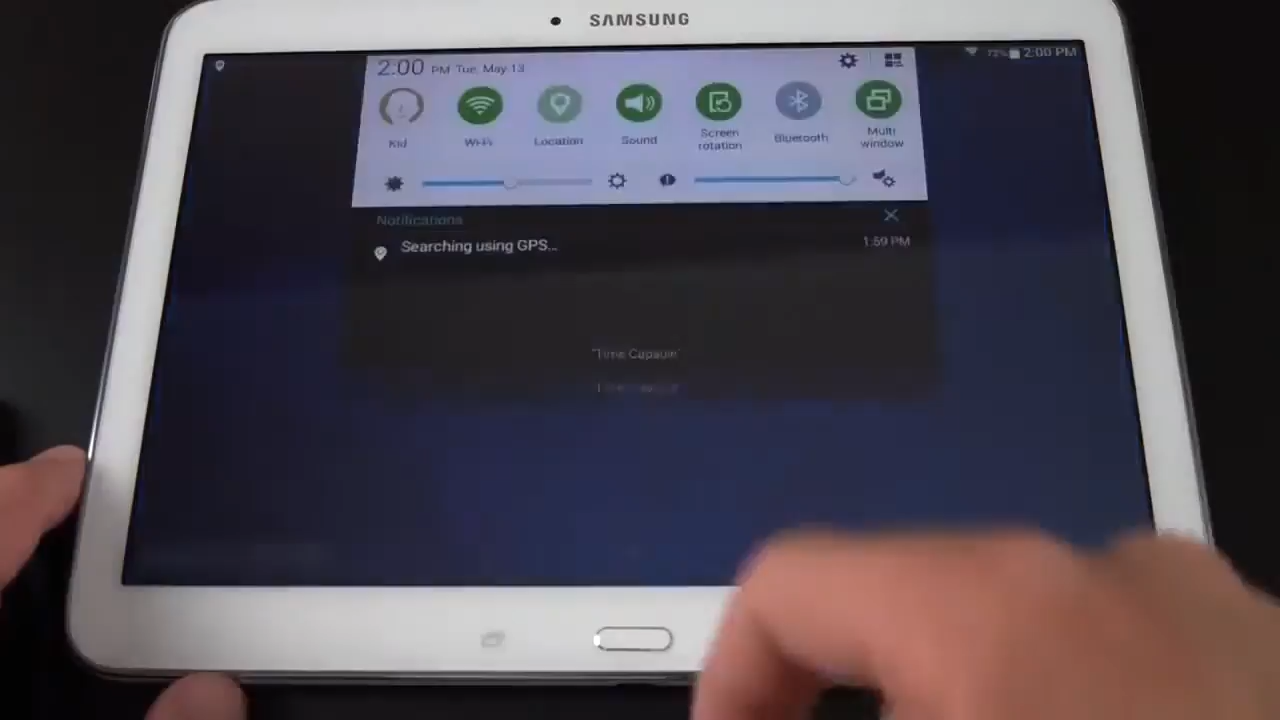 SAMSUNG
72% 2:00 PM
2:00 PM Tue, May 13
Kid
Wi-Fi
Location
Sound
Screen rotation
Bluetooth
Multi window
Notifications
Searching using GPS...
1:59 PM
"Time Capsule"